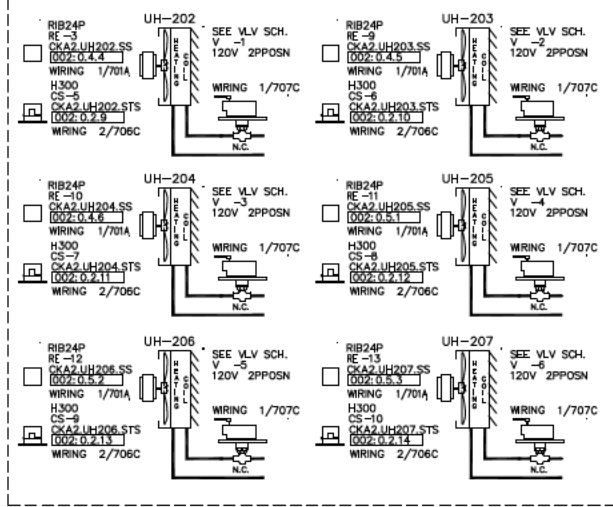 UH-202
RIB24P
RE -3
CKA2.UH202.SS
002: 0.4.4
WIRING 1/701A
H300
CS-5
CKA2.UH202.STS
002: 0.2.9
WIRING 2/706C
HEATING
COIL
SEE VLV SCH.
V -1
120V 2PPOSN
WIRING 1/707C
N.C.
UH-203
RIB24P
RE -9
CKA2.UH203.SS
002: 0.4.5
WIRING 1/701A
H300
CS-6
CKA2.UH203.STS
002: 0.2.10
WIRING 2/706C
HEATING
COIL
SEE VLV SCH.
V -2
120V 2PPOSN
WIRING 1/707C
N.C.
UH-204
RIB24P
RE -10
CKA2.UH204.SS
002: 0.4.6
WIRING 1/701A
H300
CS-7
CKA2.UH204.STS
002: 0.2.11
WIRING 2/706C
HEATING
COIL
SEE VLV SCH.
V -3
120V 2PPOSN
WIRING 1/707C
N.C.
UH-205
RIB24P
RE -11
CKA2.UH205.SS
002: 0.5.1
WIRING 1/701A
H300
CS-8
CKA2.UH205.STS
002: 0.2.12
WIRING 2/706C
HEATING
COIL
SEE VLV SCH.
V -4
120V 2PPOSN
WIRING 1/707C
N.C.
UH-206
RIB24P
RE -12
CKA2.UH206.SS
002: 0.5.2
WIRING 1/701A
H300
CS-9
CKA2.UH206.STS
002: 0.2.13
WIRING 2/706C
HEATING
COIL
SEE VLV SCH.
V -5
120V 2PPOSN
WIRING 1/707C
N.C.
UH-207
RIB24P
RE -13
CKA2.UH207.SS
002: 0.5.3
WIRING 1/701A
H300
CS-10
CKA2.UH207.STS
002: 0.2.14
WIRING 2/706C
HEATING
COIL
SEE VLV SCH.
V -6
120V 2PPOSN
WIRING 1/707C
N.C.